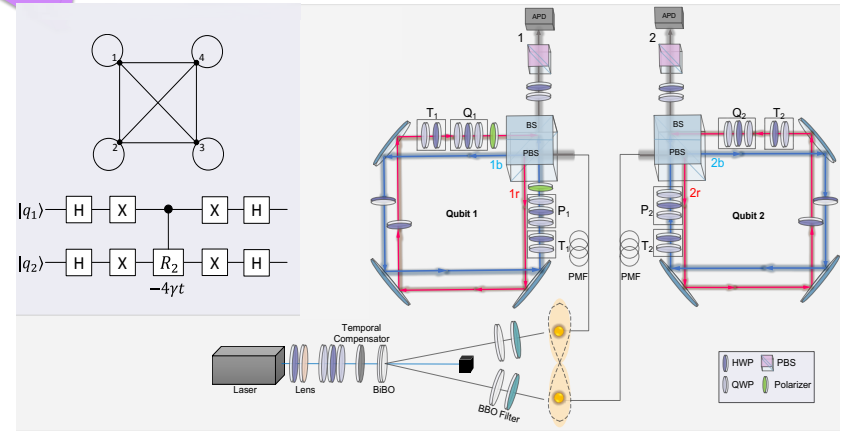 1
4
2
3
|q₁⟩
H
X
X
H
|q₂⟩
H
X
R₂
X
H
−4γt
APD
1
T₁
Q₁
BS
PBS
1b
1r
Qubit 1
P₁
T₁
PMF
APD
2
BS
PBS
Q₂
T₂
2b
2r
Qubit 2
P₂
T₂
PMF
Temporal
Compensator
Laser
Lens
BiBO
BBO Filter
HWP
PBS
QWP
Polarizer